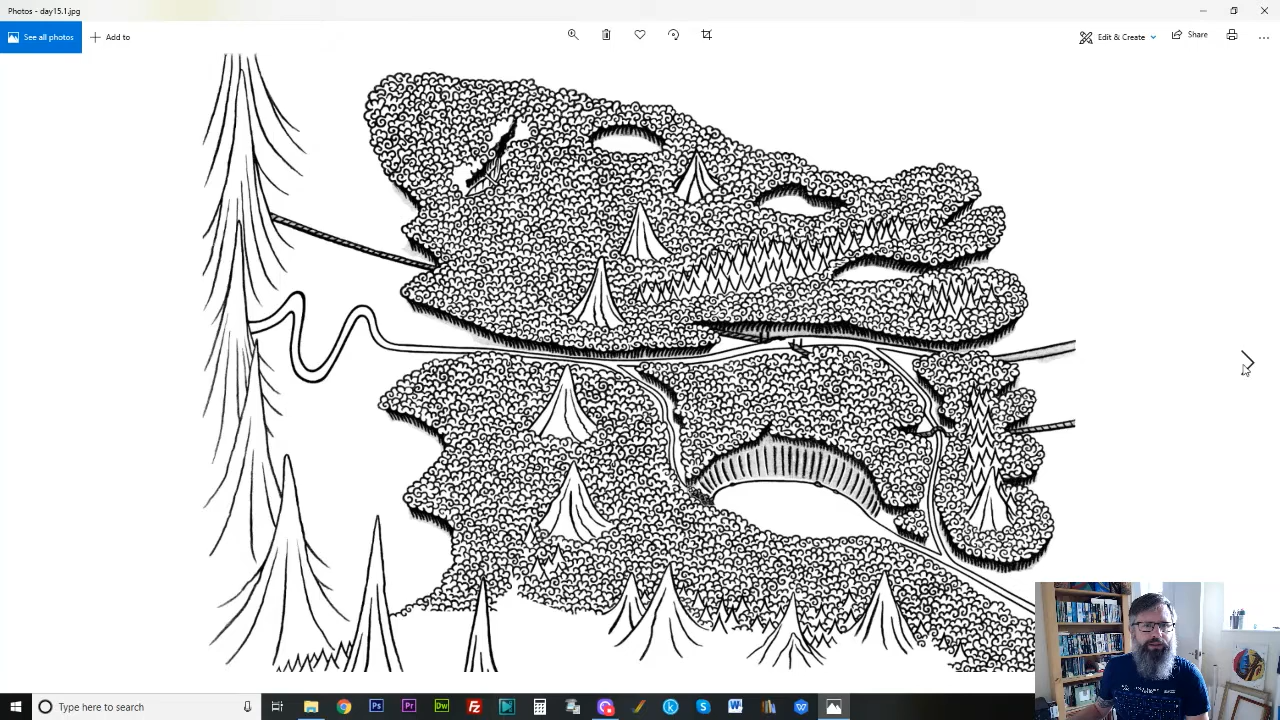 Photos - day15.1.jpg
See all photos
Add to
Edit & Create
Share
Type here to search